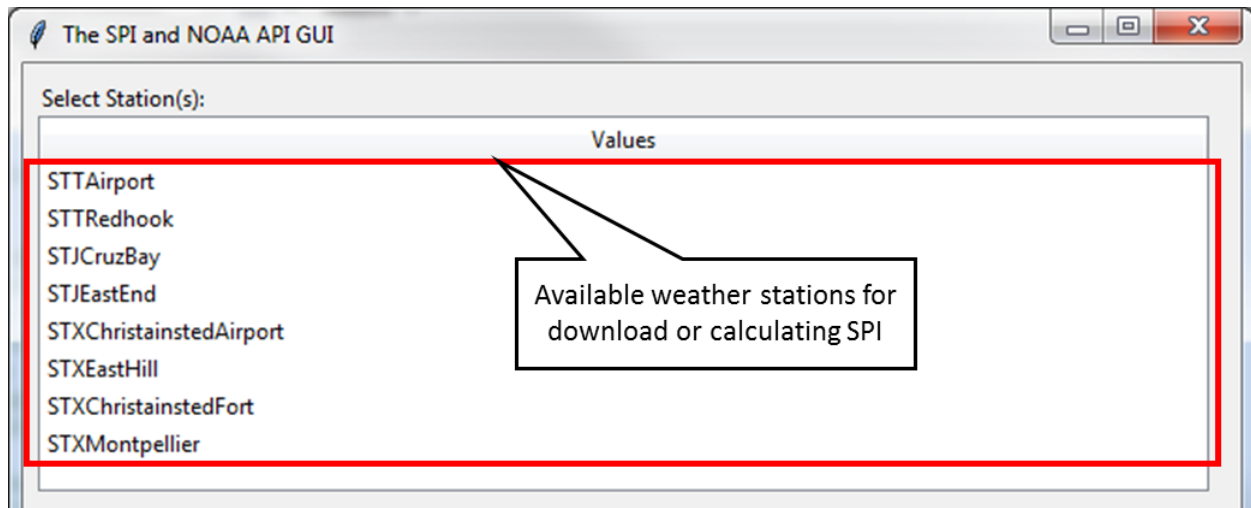 The SPI and NOAA API GUI
Select Station(s):
Values
STTAirport
STTRedhook
STJCruzBay
STJEastEnd
STXChristainstedAirport
STXEastHill
STXChristainstedFort
STXMontpellier
Available weather stations for
download or calculating SPI